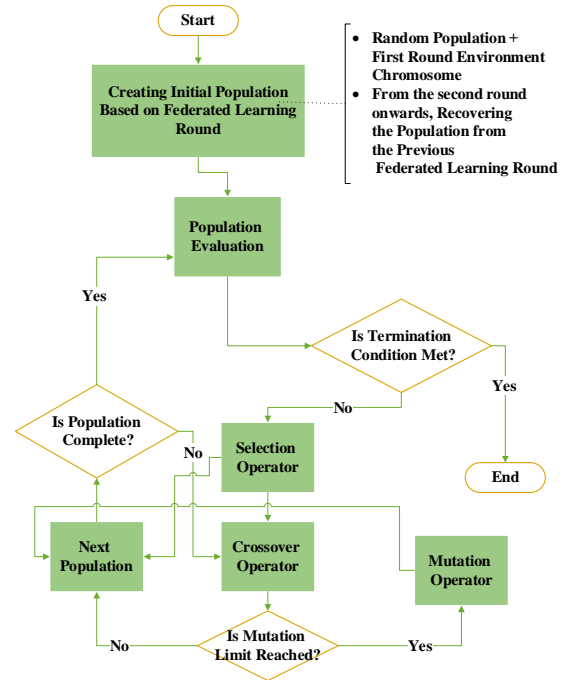 Start
Creating Initial Population
Based on Federated Learning
Round
• Random Population +
First Round Environment
Chromosome
• From the second round
onwards, Recovering
the Population from
the Previous
Federated Learning Round
Population
Evaluation
Yes
Is Termination
Condition Met?
Yes
No
Is Population
Complete?
No
Selection
Operator
End
Next
Population
Crossover
Operator
Mutation
Operator
Is Mutation
Limit Reached?
No
Yes